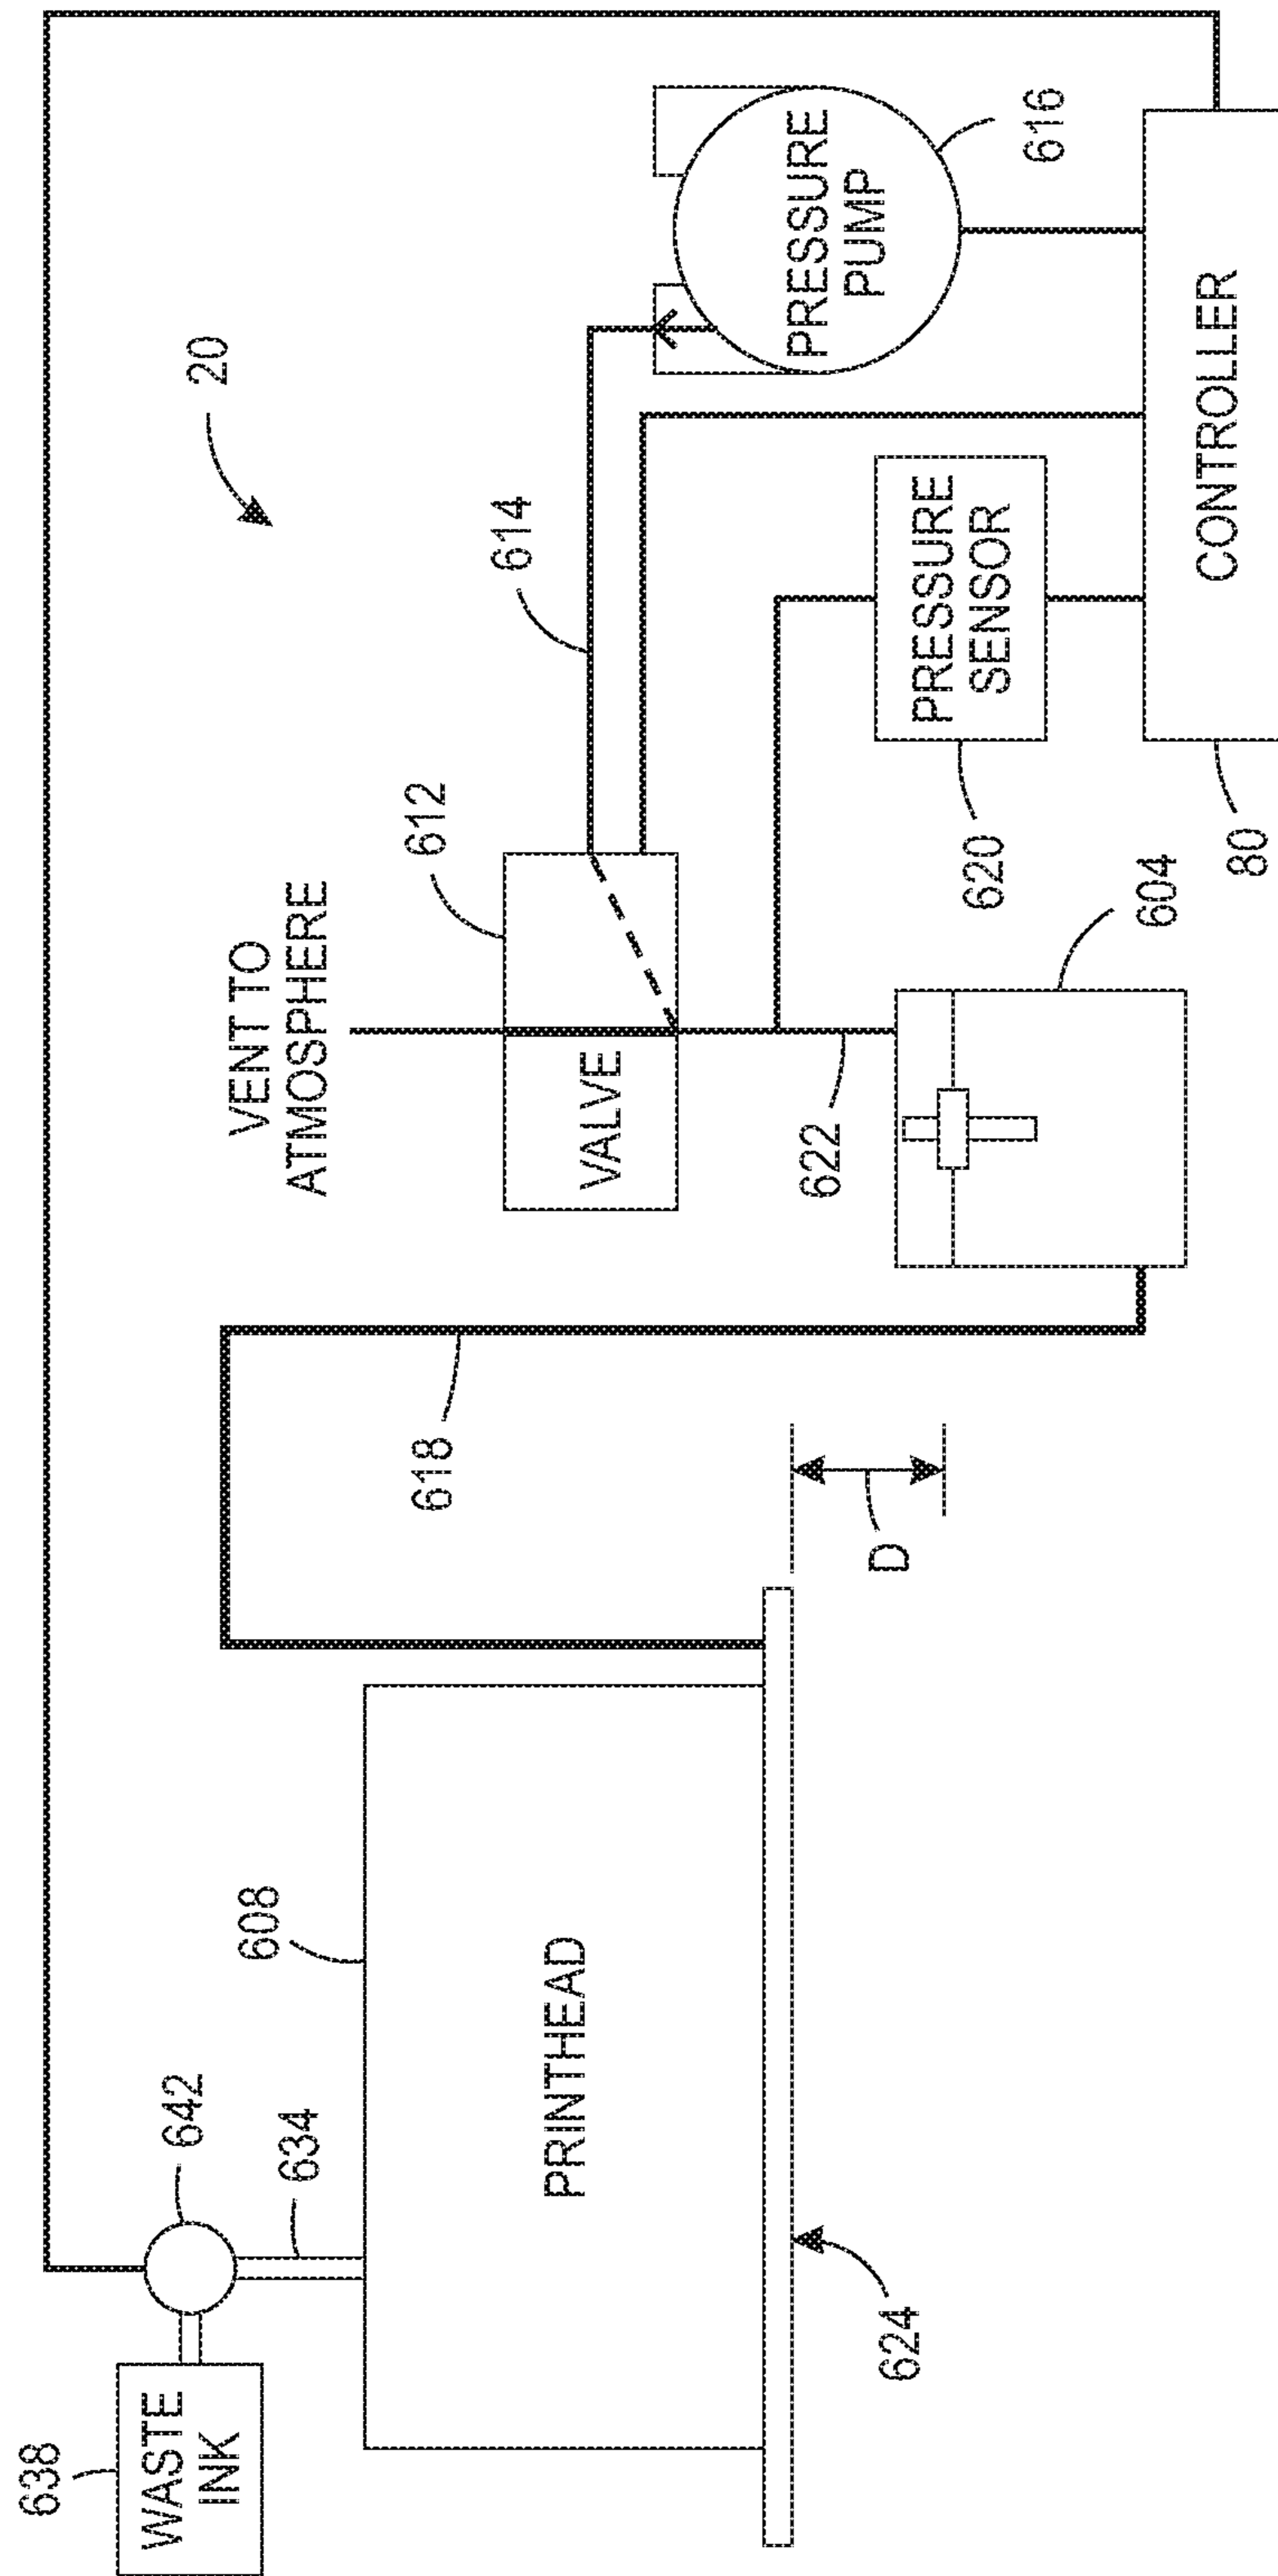 638
WASTE
INK
642
634
608
PRINTHEAD
624
618
D
VENT TO
ATMOSPHERE
612
VALVE
622
604
614
20
PRESSURE
SENSOR
620
PRESSURE
PUMP
616
CONTROLLER
80